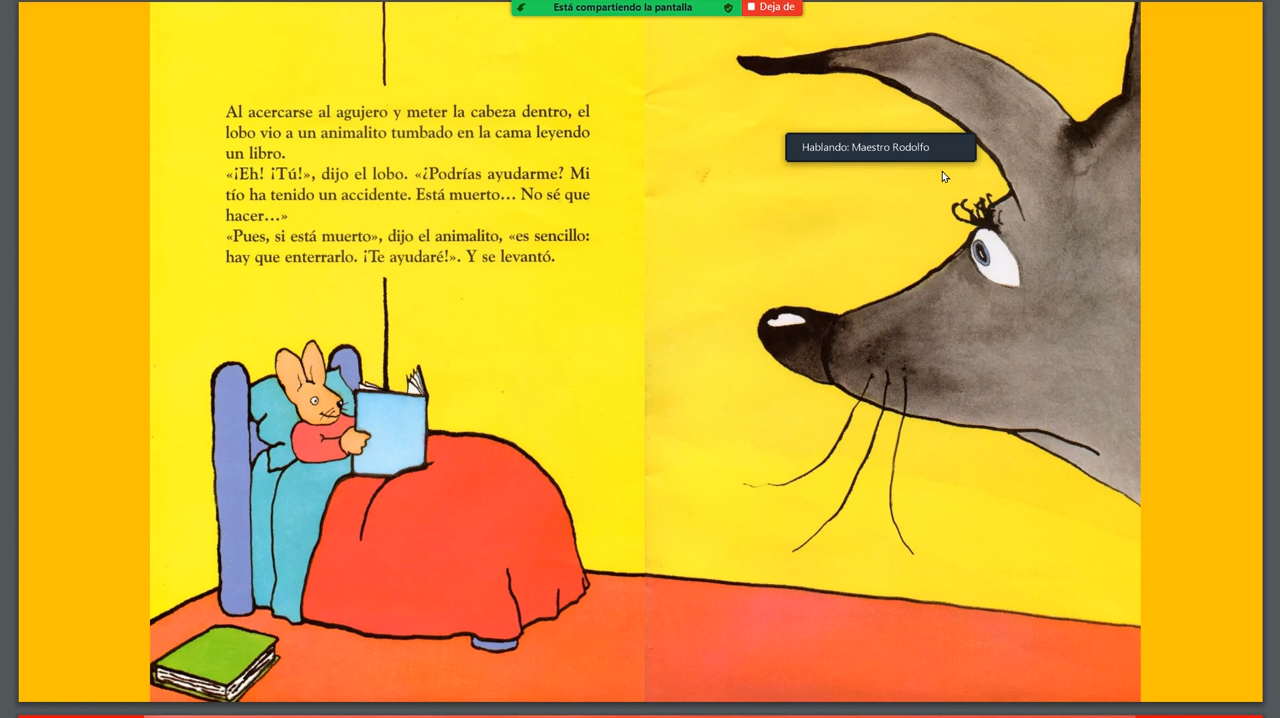 Está compartiendo la pantalla
Deja de
Al acercarse al agujero y meter la cabeza dentro, el
lobo vio a un animalito tumbado en la cama leyendo
un libro.
«¡Eh! ¡Tú!», dijo el lobo. «¿Podrías ayudarme? Mi
tío ha tenido un accidente. Está muerto... No sé que
hacer...»
«Pues, si está muerto», dijo el animalito, «es sencillo:
hay que enterrarlo. ¡Te ayudaré!». Y se levantó.
Hablando: Maestro Rodolfo